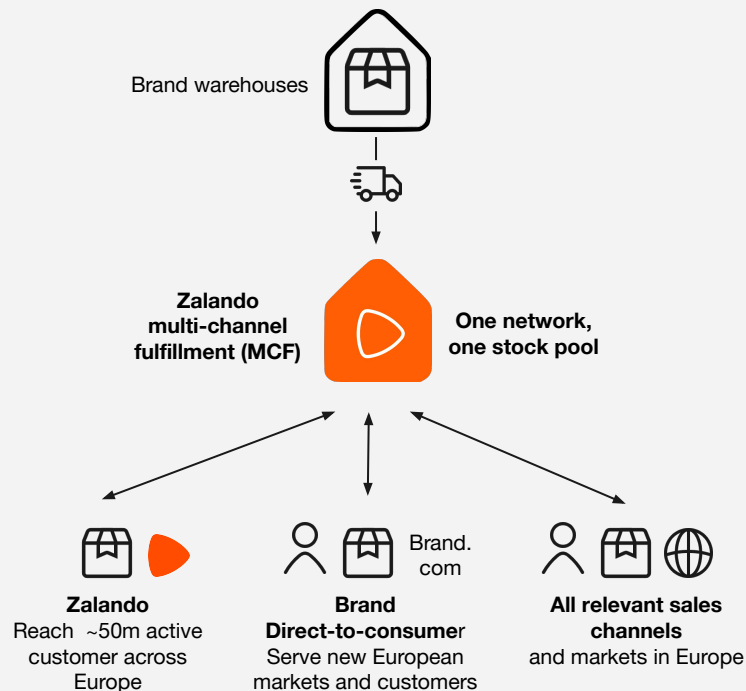 Brand warehouses
Zalando
multi-channel
fulfillment (MCF)
One network,
one stock pool
Zalando
Reach  ~50m active
customer across
Europe
Brand.
com
Brand
Direct-to-consumer
Serve new European
markets and customers
All relevant sales
channels
and markets in Europe